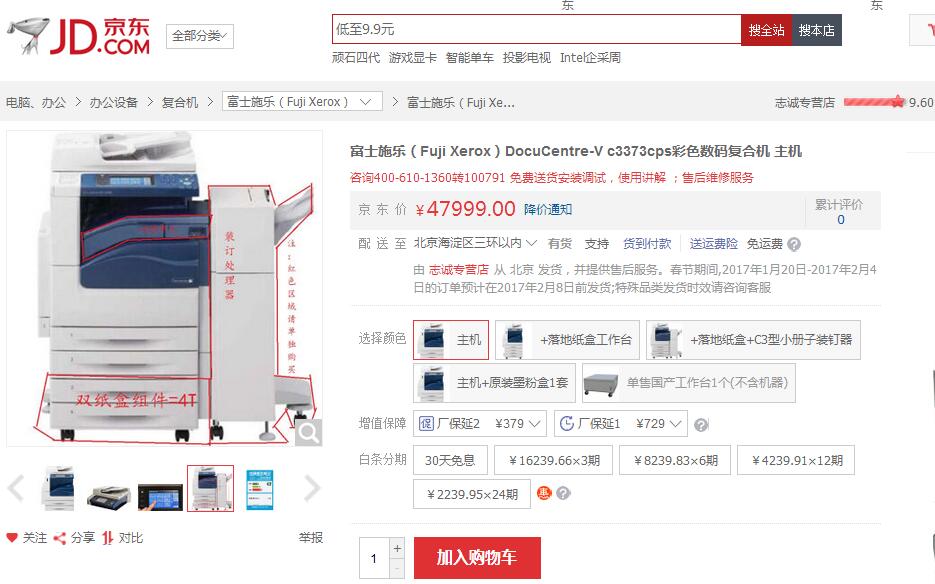 东
东
JD 京东
.COM
全部分类
低至9.9元
搜全站
搜本店
顽石四代 游戏显卡 智能单车 投影电视 Intel企采周
电脑、办公 > 办公设备 > 复合机 > 富士施乐（Fuji Xerox） > 富士施乐（Fuji Xe...
志诚专营店 9.60
富士施乐（Fuji Xerox）DocuCentre-V c3373cps彩色数码复合机 主机
咨询400-610-1360转100791 免费送货安装调试，使用讲解 ；售后维修服务
京东价 ￥47999.00 降价通知
累计评价
0
配送至 北京海淀区三环以内 有货 支持 货到付款 送运费险 免运费 ?
由 志诚专营店 从 北京 发货，并提供售后服务。春节期间,2017年1月20日-2017年2月4
日的订单预计在2017年2月8日前发货;特殊品类发货时效请咨询客服
装订处理器
注：红色区域请单独购买
双纸盒组件=4T
选择颜色 主机 +落地纸盒工作台 +落地纸盒+C3型小册子装钉器
主机+原装墨粉盒1套 单售国产工作台1个(不含机器)
增值保障 促 厂保延2 ￥379 厂保延1 ￥729 ?
白条分期 30天免息 ￥16239.66×3期 ￥8239.83×6期 ￥4239.91×12期
￥2239.95×24期 惠 ?
关注 分享 对比 举报
1 + - 加入购物车